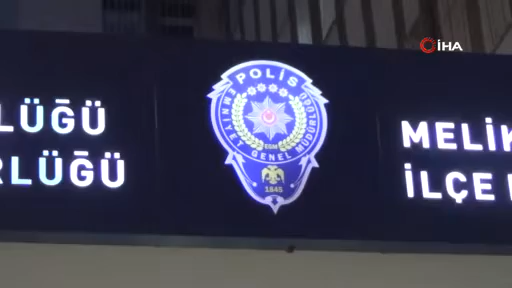 İHA
POLİS
EMNİYET GENEL MÜDÜRLÜĞÜ
EGM
1845
LÜĞÜ
RLÜĞÜ
MELİK
İLÇE